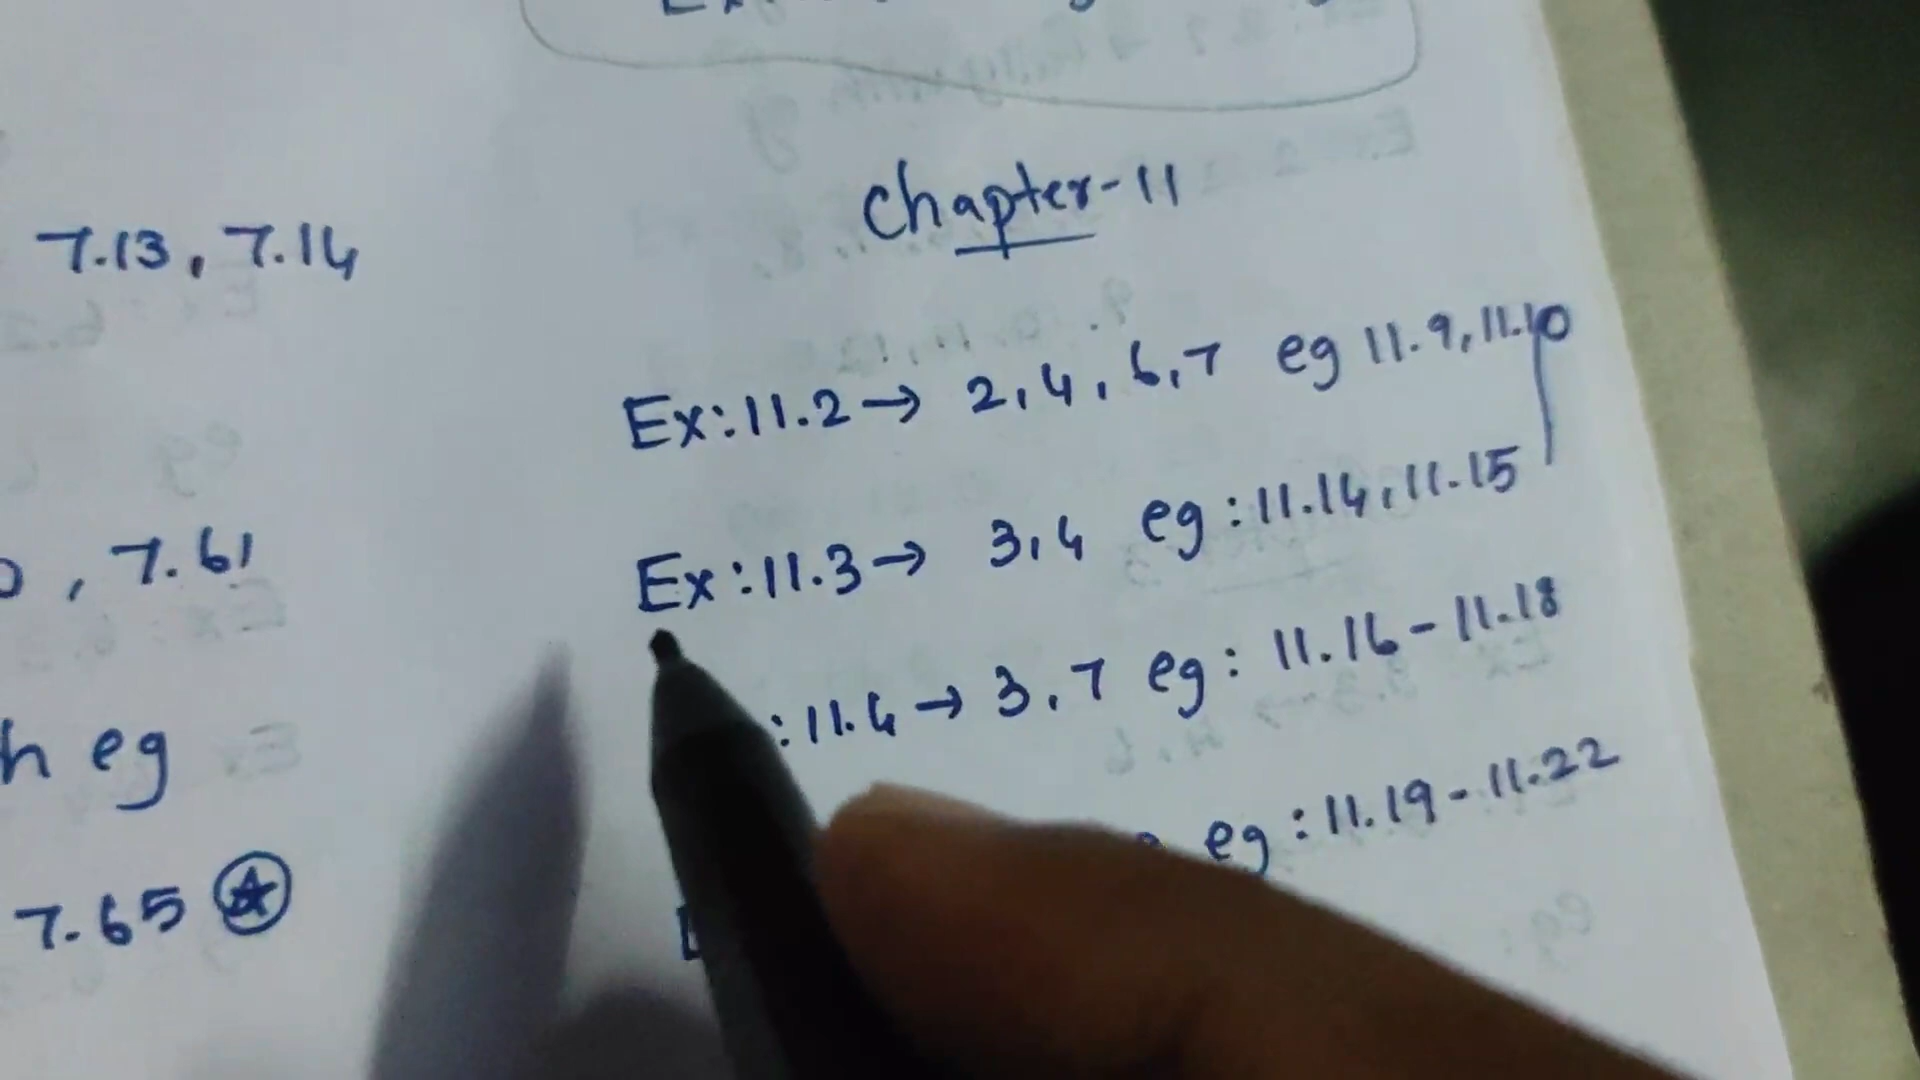 7.13, 7.14
, 7.61
h eg
7.65
Chapter-11
Ex:11.2→ 2,4,6,7 eg 11.9,11.10
Ex:11.3→ 3,4 eg:11.14,11.15
:11.4→3,7 eg: 11.16-11.18
eg:11.19-11.22